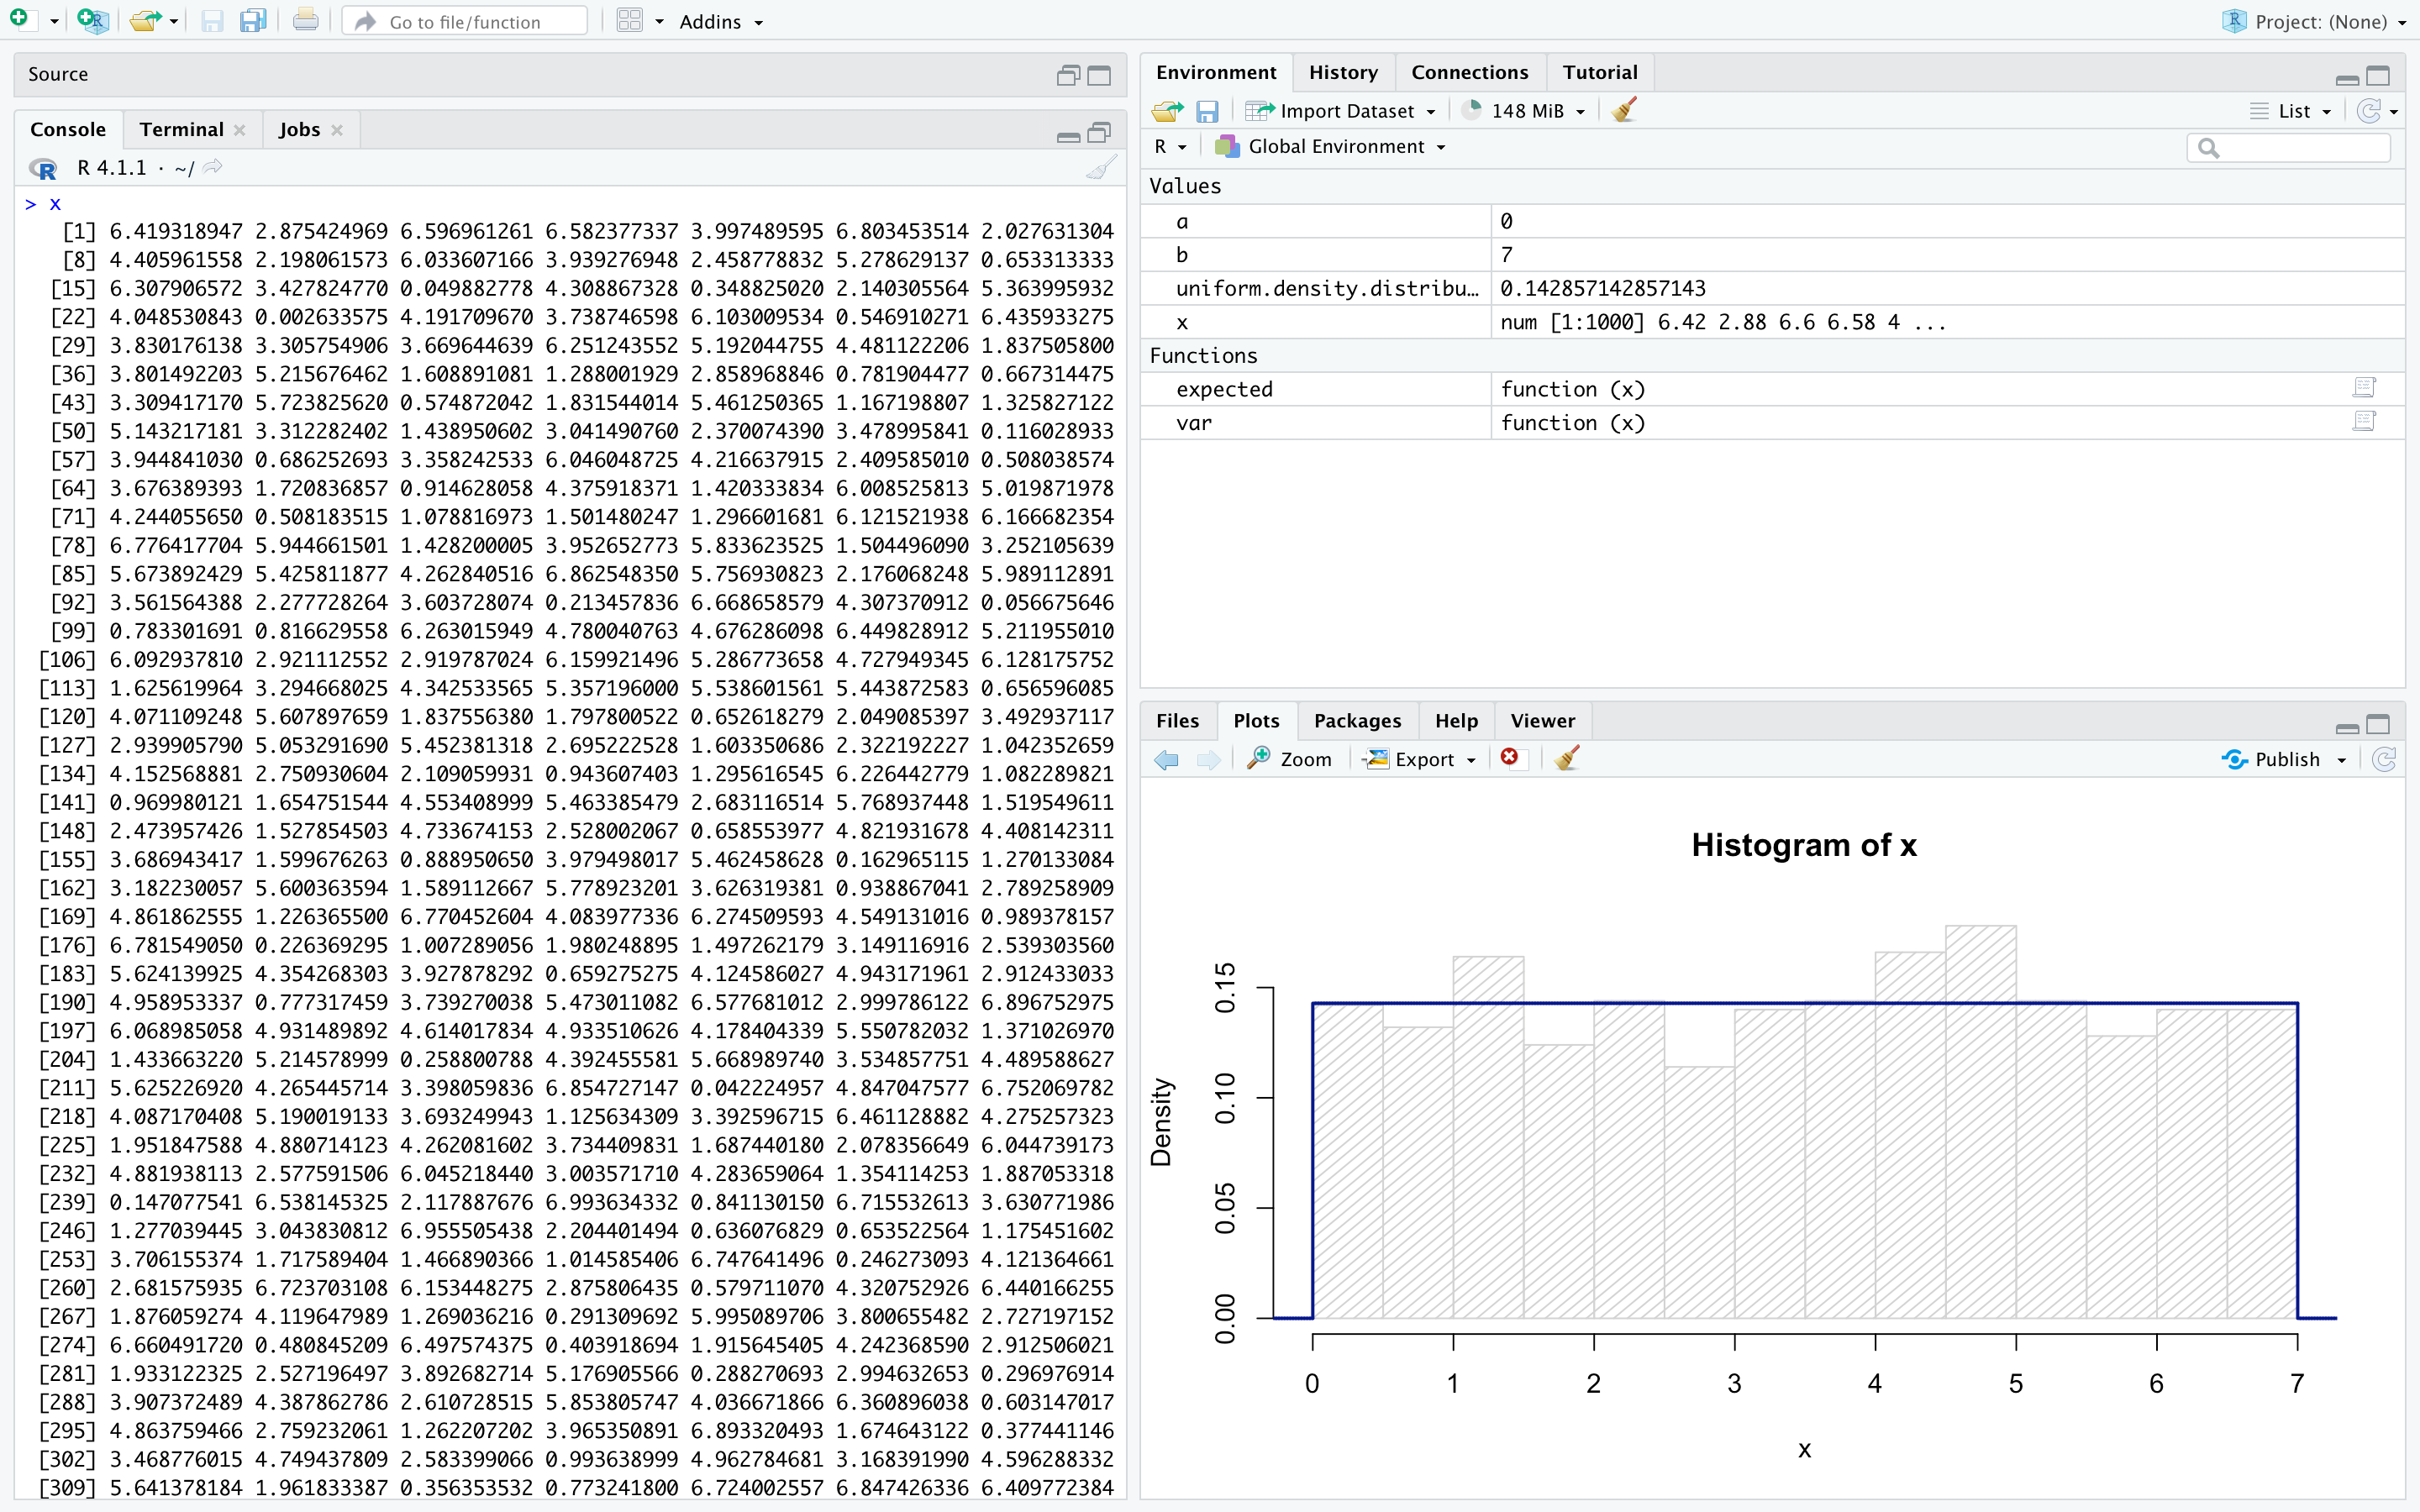 Go to file/function
Addins
Project: (None)
Source
Console Terminal Jobs
R 4.1.1 · ~/
> x
[1] 6.419318947 2.875424969 6.596961261 6.582377337 3.997489595 6.803453514 2.027631304
[8] 4.405961558 2.198061573 6.033607166 3.939276948 2.458778832 5.278629137 0.653313333
[15] 6.307906572 3.427824770 0.049882778 4.308867328 0.348825020 2.140305564 5.363995932
[22] 4.048530843 0.002633575 4.191709670 3.738746598 6.103009534 0.546910271 6.435933275
[29] 3.830176138 3.305754906 3.669644639 6.251243552 5.192044755 4.481122206 1.837505800
[36] 3.801492203 5.215676462 1.608891081 1.288001929 2.858968846 0.781904477 0.667314475
[43] 3.309417170 5.723825620 0.574872042 1.831544014 5.461250365 1.167198807 1.325827122
[50] 5.143217181 3.312282402 1.438950602 3.041490760 2.370074390 3.478995841 0.116028933
[57] 3.944841030 0.686252693 3.358242533 6.046048725 4.216637915 2.409585010 0.508038574
[64] 3.676389393 1.720836857 0.914628058 4.375918371 1.420333834 6.008525813 5.019871978
[71] 4.244055650 0.508183515 1.078816973 1.501480247 1.296601681 6.121521938 6.166682354
[78] 6.776417704 5.944661501 1.428200005 3.952652773 5.833623525 1.504496090 3.252105639
[85] 5.673892429 5.425811877 4.262840516 6.862548350 5.756930823 2.176068248 5.989112891
[92] 3.561564388 2.277728264 3.603728074 0.213457836 6.668658579 4.307370912 0.056675646
[99] 0.783301691 0.816629558 6.263015949 4.780040763 4.676286098 6.449828912 5.211955010
[106] 6.092937810 2.921112552 2.919787024 6.159921496 5.286773658 4.727949345 6.128175752
[113] 1.625619964 3.294668025 4.342533565 5.357196000 5.538601561 5.443872583 0.656596085
[120] 4.071109248 5.607897659 1.837556380 1.797800522 0.652618279 2.049085397 3.492937117
[127] 2.939905790 5.053291690 5.452381318 2.695222528 1.603350686 2.322192227 1.042352659
[134] 4.152568881 2.750930604 2.109059931 0.943607403 1.295616545 6.226442779 1.082289821
[141] 0.969980121 1.654751544 4.553408999 5.463385479 2.683116514 5.768937448 1.519549611
[148] 2.473957426 1.527854503 4.733674153 2.528002067 0.658553977 4.821931678 4.408142311
[155] 3.686943417 1.599676263 0.888950650 3.979498017 5.462458628 0.162965115 1.270133084
[162] 3.182230057 5.600363594 1.589112667 5.778923201 3.626319381 0.938867041 2.789258909
[169] 4.861862555 1.226365500 6.770452604 4.083977336 6.274509593 4.549131016 0.989378157
[176] 6.781549050 0.226369295 1.007289056 1.980248895 1.497262179 3.149116916 2.539303560
[183] 5.624139925 4.354268303 3.927878292 0.659275275 4.124586027 4.943171961 2.912433033
[190] 4.958953337 0.777317459 3.739270038 5.473011082 6.577681012 2.999786122 6.896752975
[197] 6.068985058 4.931489892 4.614017834 4.933510626 4.178404339 5.550782032 1.371026970
[204] 1.433663220 5.214578999 0.258800788 4.392455581 5.668989740 3.534857751 4.489588627
[211] 5.625226920 4.265445714 3.398059836 6.854727147 0.042224957 4.847047577 6.752069782
[218] 4.087170408 5.190019133 3.693249943 1.125634309 3.392596715 6.461128882 4.275257323
[225] 1.951847588 4.880714123 4.262081602 3.734409831 1.687440180 2.078356649 6.044739173
[232] 4.881938113 2.577591506 6.045218440 3.003571710 4.283659064 1.354114253 1.887053318
[239] 0.147077541 6.538145325 2.117887676 6.993634332 0.841130150 6.715532613 3.630771986
[246] 1.277039445 3.043830812 6.955505438 2.204401494 0.636076829 0.653522564 1.175451602
[253] 3.706155374 1.717589404 1.466890366 1.014585406 6.747641496 0.246273093 4.121364661
[260] 2.681575935 6.723703108 6.153448275 2.875806435 0.579711070 4.320752926 6.440166255
[267] 1.876059274 4.119647989 1.269036216 0.291309692 5.995089706 3.800655482 2.727197152
[274] 6.660491720 0.480845209 6.497574375 0.403918694 1.915645405 4.242368590 2.912506021
[281] 1.933122325 2.527196497 3.892682714 5.176905566 0.288270693 2.994632653 0.296976914
[288] 3.907372489 4.387862786 2.610728515 5.853805747 4.036671866 6.360896038 0.603147017
[295] 4.863759466 2.759232061 1.262207202 3.965350891 6.893320493 1.674643122 0.377441146
[302] 3.468776015 4.749437809 2.583399066 0.993638999 4.962784681 3.168391990 4.596288332
[309] 5.641378184 1.961833387 0.356353532 0.773241800 6.724002557 6.847426336 6.409772384
Environment History Connections Tutorial
Import Dataset 148 MiB List
R Global Environment
Values
a 0
b 7
uniform.density.distribu… 0.142857142857143
x num [1:1000] 6.42 2.88 6.6 6.58 4 ...
Functions
expected function (x)
var function (x)
Files Plots Packages Help Viewer
Zoom Export Publish
Histogram of x
Density
0.15
0.10
0.05
0.00
0 1 2 3 4 5 6 7
x